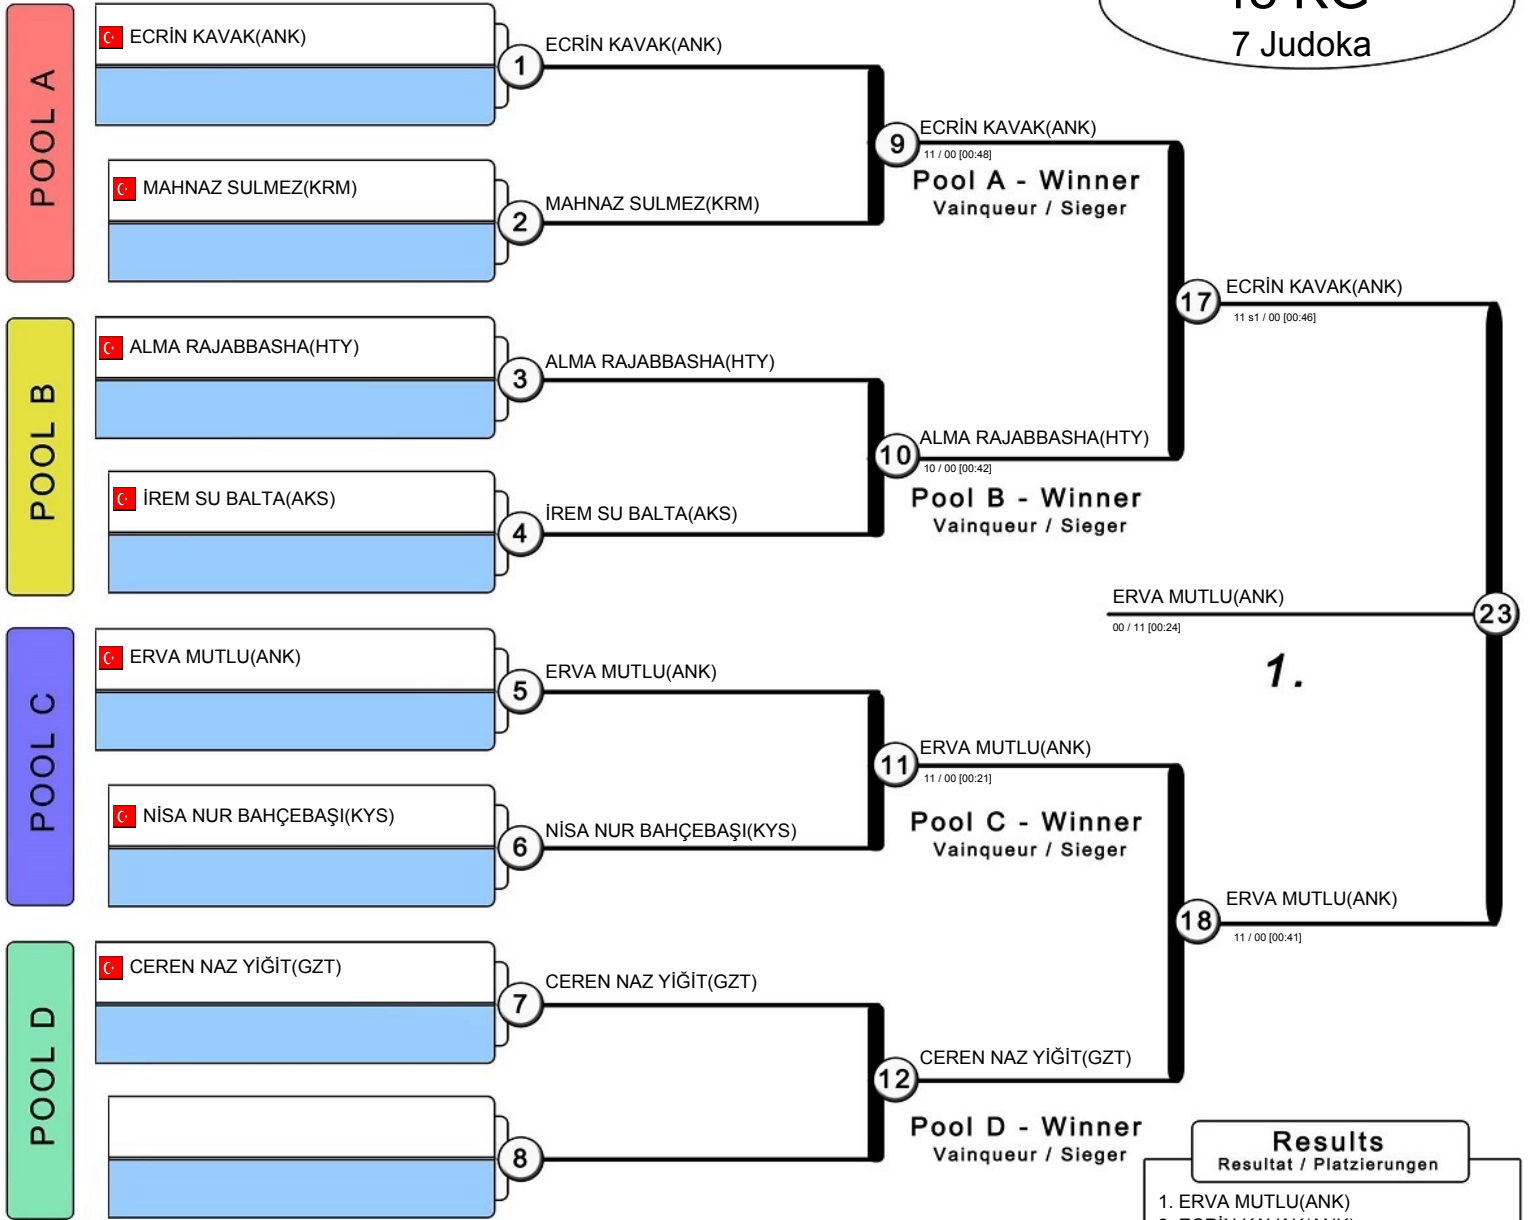 7 Judoka
POOL A
ECRİN KAVAK(ANK)
1
ECRİN KAVAK(ANK)
MAHNAZ SULMEZ(KRM)
2
MAHNAZ SULMEZ(KRM)
9
ECRİN KAVAK(ANK)
11 / 00 [00:48]
Pool A - Winner
Vainqueur / Sieger
POOL B
ALMA RAJABBASHA(HTY)
3
ALMA RAJABBASHA(HTY)
İREM SU BALTA(AKS)
4
İREM SU BALTA(AKS)
10
ALMA RAJABBASHA(HTY)
10 / 00 [00:42]
Pool B - Winner
Vainqueur / Sieger
17
ECRİN KAVAK(ANK)
11 s1 / 00 [00:46]
POOL C
ERVA MUTLU(ANK)
5
ERVA MUTLU(ANK)
NİSA NUR BAHÇEBAŞI(KYS)
6
NİSA NUR BAHÇEBAŞI(KYS)
11
ERVA MUTLU(ANK)
11 / 00 [00:21]
Pool C - Winner
Vainqueur / Sieger
POOL D
CEREN NAZ YİĞİT(GZT)
7
CEREN NAZ YİĞİT(GZT)
8
12
CEREN NAZ YİĞİT(GZT)
Pool D - Winner
Vainqueur / Sieger
18
ERVA MUTLU(ANK)
11 / 00 [00:41]
23
ERVA MUTLU(ANK)
00 / 11 [00:24]
1.
Results
Resultat / Platzierungen
1. ERVA MUTLU(ANK)